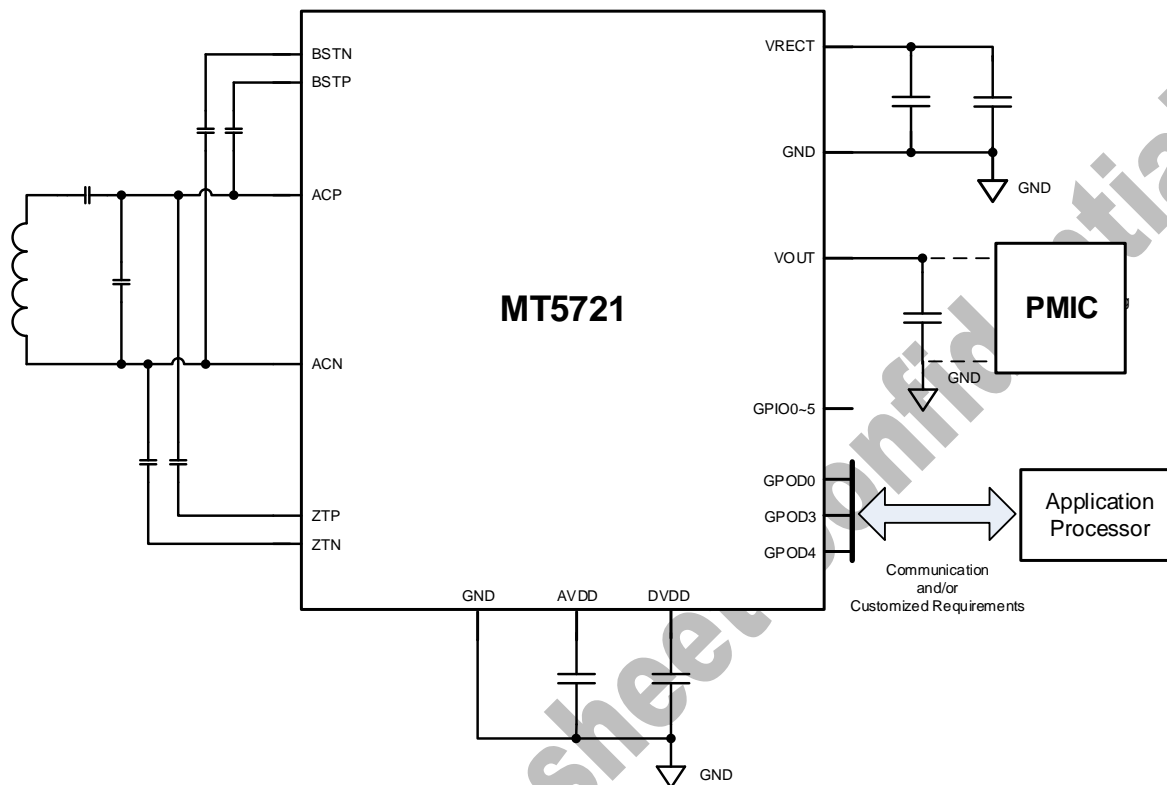 BSTN
BSTP
ACP
ACN
ZTP
ZTN
MT5721
VRECT
GND
GND
VOUT
PMIC
GND
GPIO0~5
GPOD0
GPOD3
GPOD4
Application
Processor
Communication
and/or
Customized Requirements
GND
AVDD
DVDD
GND